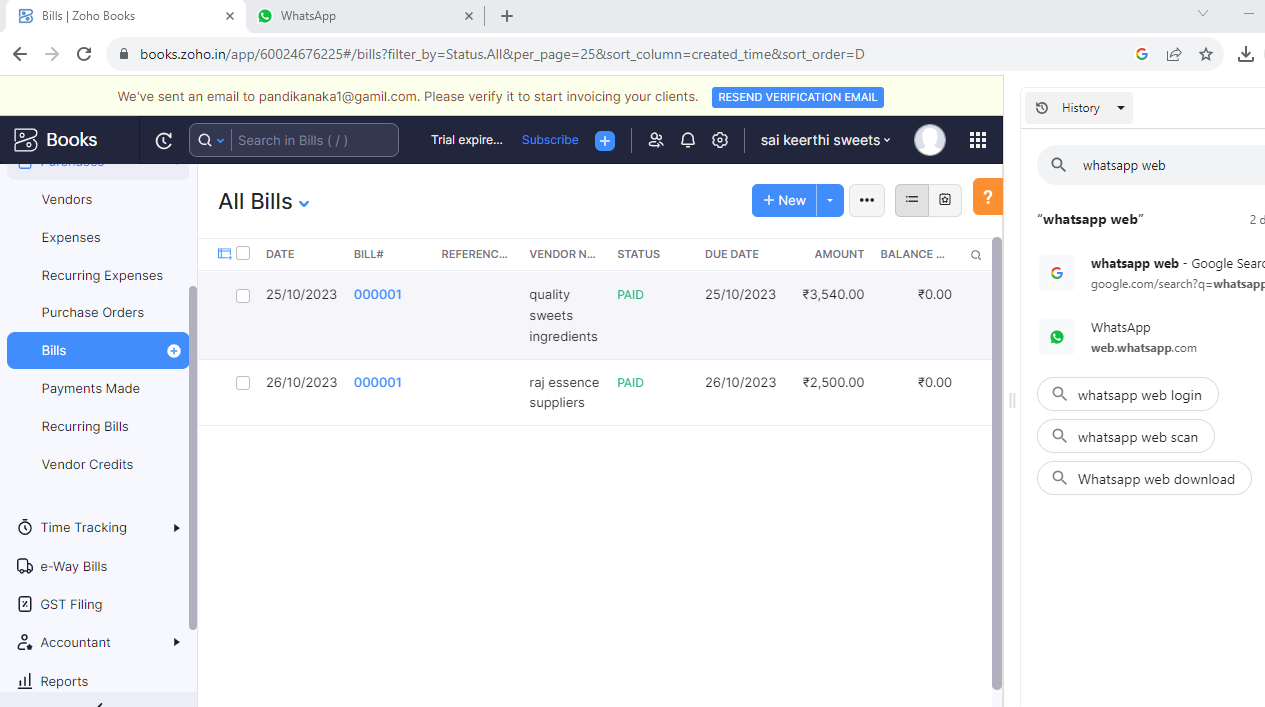 Bills | Zoho Books
WhatsApp
books.zoho.in/app/60024676225#/bills?filter_by=Status.All&per_page=25&sort_column=created_time&sort_order=D
We've sent an email to pandikanaka1@gamil.com. Please verify it to start invoicing your clients. RESEND VERIFICATION EMAIL
Books
Search in Bills ( / )
Trial expire... Subscribe
sai keerthi sweets
Purchases
Vendors
Expenses
Recurring Expenses
Purchase Orders
Bills
Payments Made
Recurring Bills
Vendor Credits
Time Tracking
e-Way Bills
GST Filing
Accountant
Reports
All Bills
+ New
?
DATE BILL# REFERENC... VENDOR N... STATUS DUE DATE AMOUNT BALANCE ...
25/10/2023 000001 quality sweets ingredients PAID 25/10/2023 ₹3,540.00 ₹0.00
26/10/2023 000001 raj essence suppliers PAID 26/10/2023 ₹2,500.00 ₹0.00
History
whatsapp web
“whatsapp web” 2 d
whatsapp web - Google Searc
google.com/search?q=whatsapp
WhatsApp
web.whatsapp.com
whatsapp web login
whatsapp web scan
Whatsapp web download